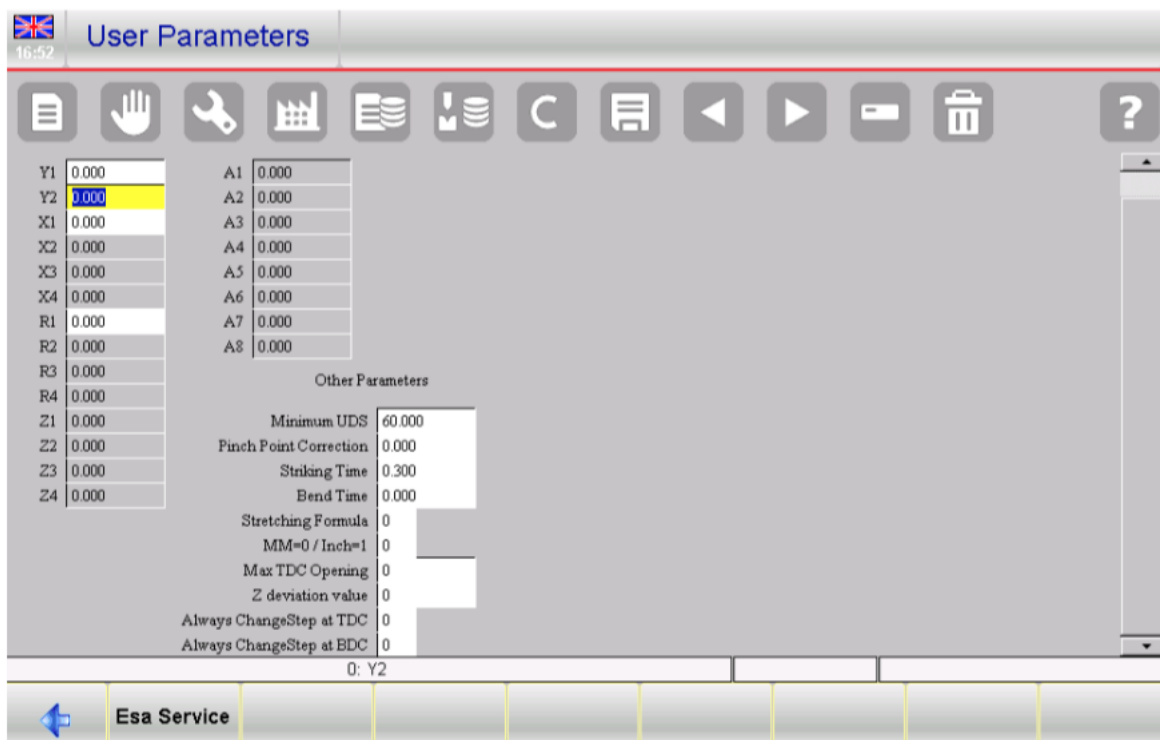 User Parameters
16:52
C
?
Y1 0.000 A1 0.000
Y2 0.000 A2 0.000
X1 0.000 A3 0.000
X2 0.000 A4 0.000
X3 0.000 A5 0.000
X4 0.000 A6 0.000
R1 0.000 A7 0.000
R2 0.000 A8 0.000
R3 0.000
Other Parameters
R4 0.000
Z1 0.000 Minimum UDS 60.000
Z2 0.000 Pinch Point Correction 0.000
Z3 0.000 Striking Time 0.300
Z4 0.000 Bend Time 0.000
Stretching Formula 0
MM=0 / Inch=1 0
Max TDC Opening 0
Z deviation value 0
Always ChangeStep at TDC 0
Always ChangeStep at BDC 0
0: Y2
Esa Service